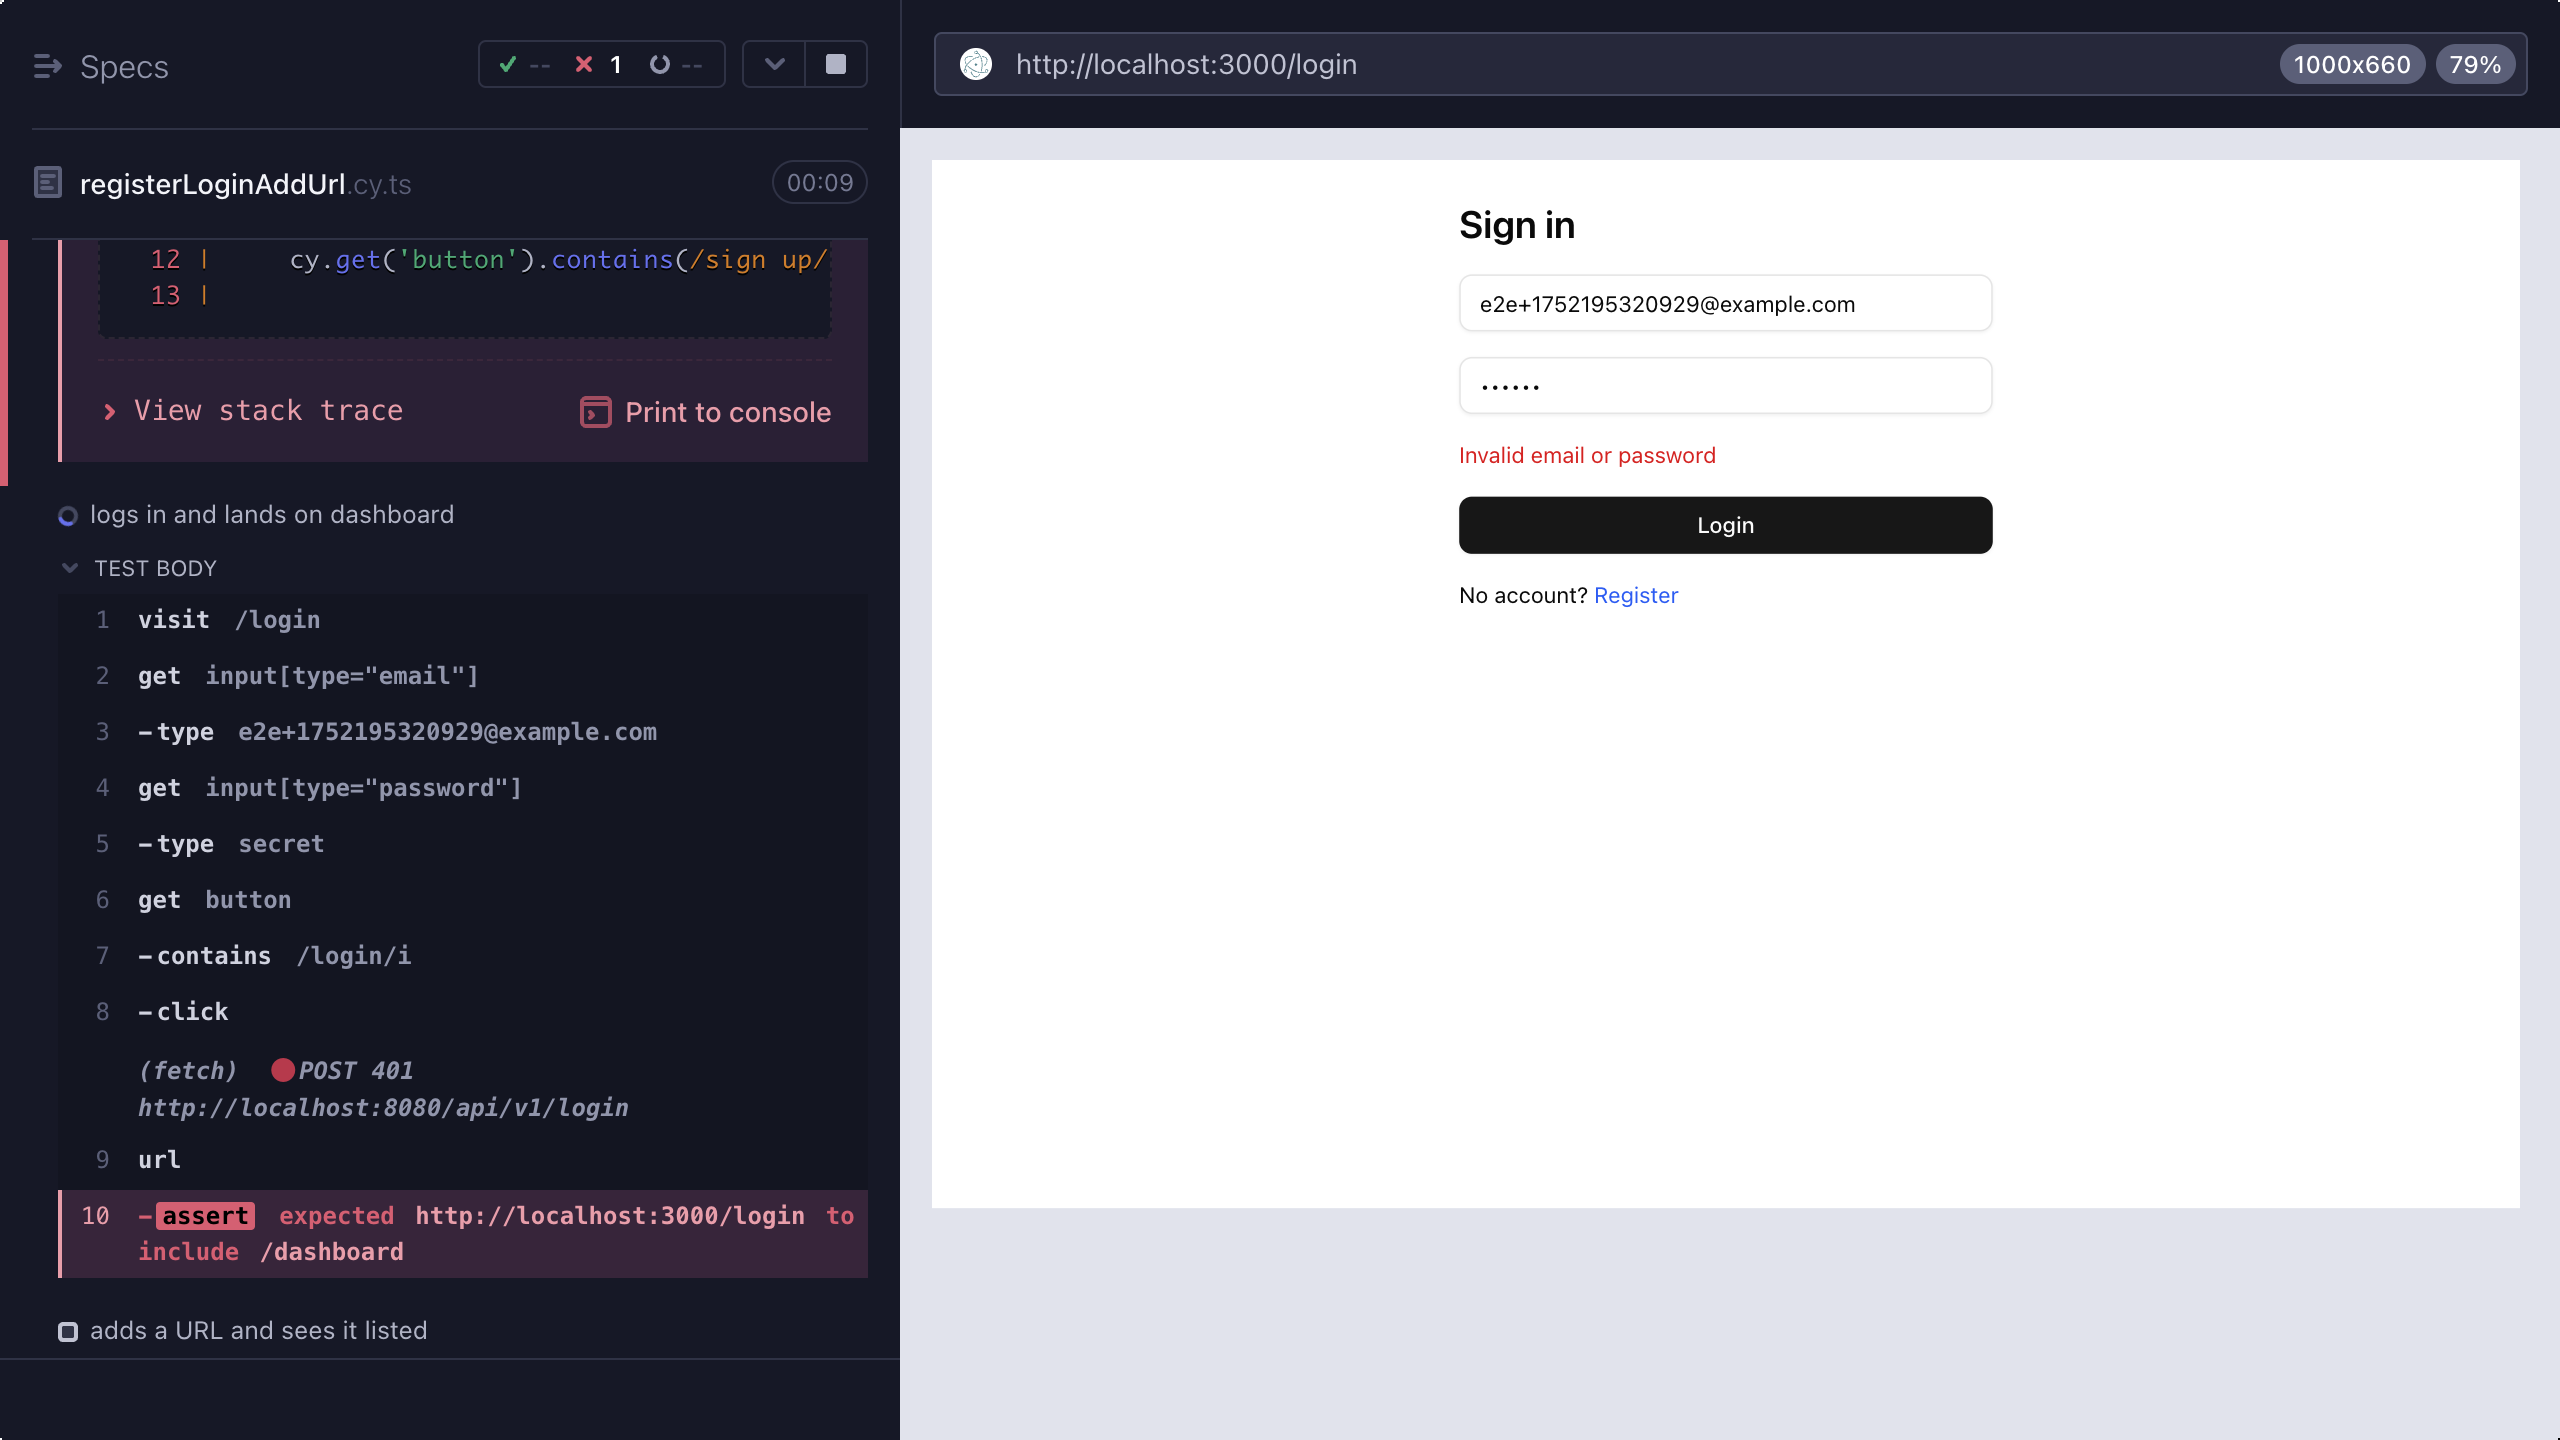 Specs
-- 1 --
registerLoginAddUrl.cy.ts 00:09
12 | cy.get('button').contains(/sign up/
13 |
View stack trace Print to console
logs in and lands on dashboard
TEST BODY
1 visit /login
2 get input[type="email"]
3 -type e2e+1752195320929@example.com
4 get input[type="password"]
5 -type secret
6 get button
7 -contains /login/i
8 -click
(fetch) POST 401
http://localhost:8080/api/v1/login
9 url
10 -assert expected http://localhost:3000/login to
include /dashboard
adds a URL and sees it listed
http://localhost:3000/login 1000x660 79%
Sign in
e2e+1752195320929@example.com
••••••
Invalid email or password
Login
No account? Register